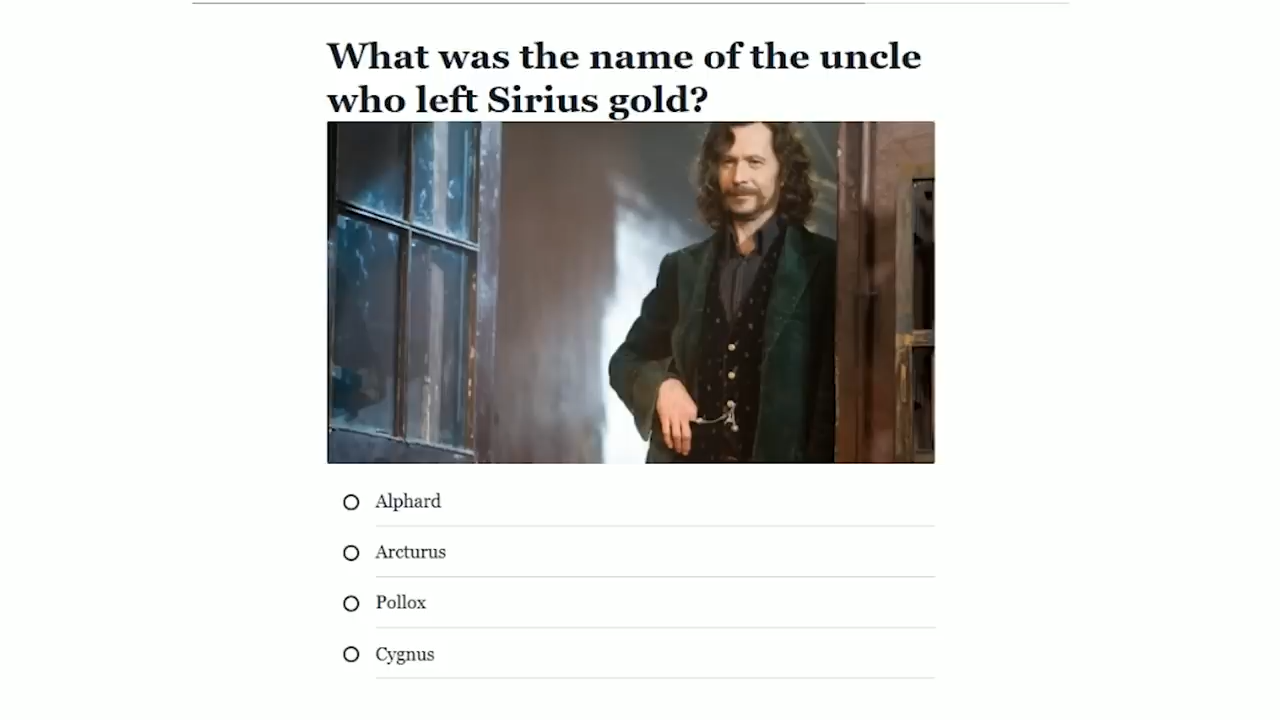 What was the name of the uncle
who left Sirius gold?
Alphard
Arcturus
Pollox
Cygnus